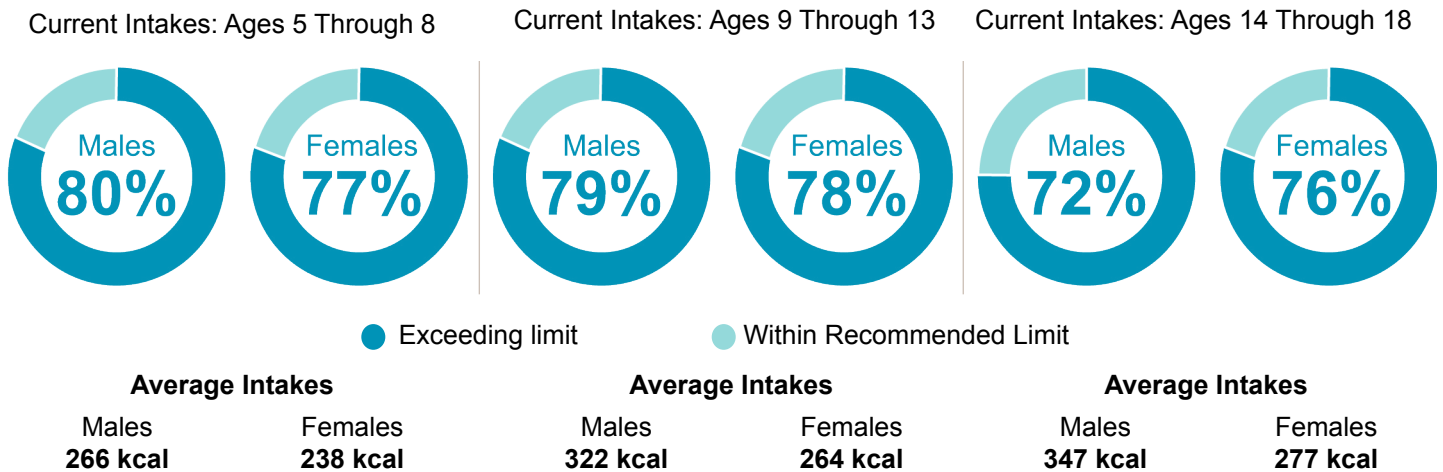 Current Intakes: Ages 5 Through 8
Males
80%
Females
77%
Current Intakes: Ages 9 Through 13
Males
79%
Females
78%
Current Intakes: Ages 14 Through 18
Males
72%
Females
76%
Exceeding limit
Within Recommended Limit
Average Intakes
Males
266 kcal
Females
238 kcal
Average Intakes
Males
322 kcal
Females
264 kcal
Average Intakes
Males
347 kcal
Females
277 kcal